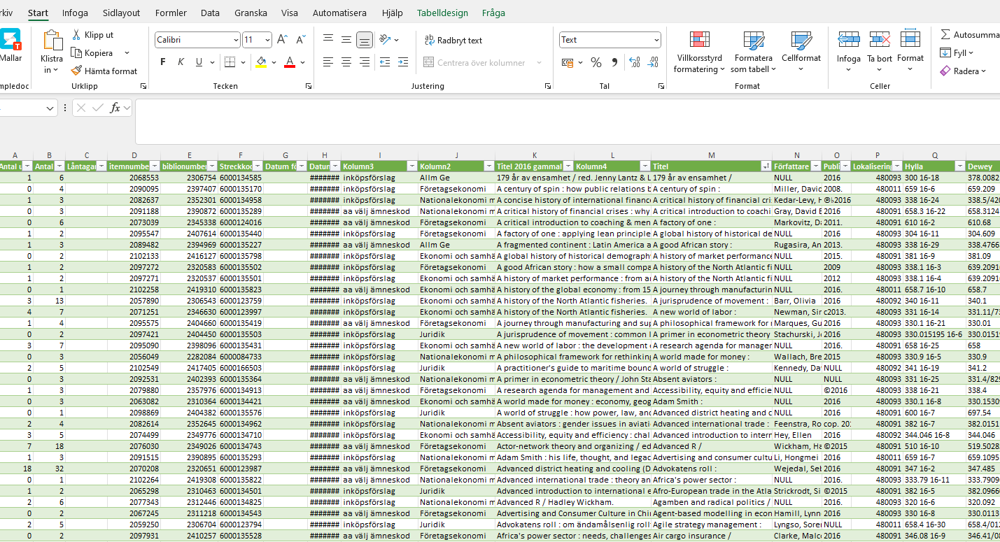 rkiv Start Infoga Sidlayout Formler Data Granska Visa Automatisera Hjälp Tabelldesign Fråga
Mallar
mpledoc
Klistra in
Klipp ut
Kopiera
Hämta format
Urklipp
Calibri 11
F K U
Tecken
Radbryt text
Centrera över kolumner
Justering
Text
Tal
Villkorsstyrd formatering
Formatera som tabell
Cellformat
Format
Infoga
Ta bort
Format
Celler
Autosumma
Fyll
Radera
fx
A B C D E F G H I J K L M N O P Q
Antal u Antal Låntagar itemnumbe biblionumber Streckkod Datum fö Datun Kolumn3 Kolumn2 Titel 2016 gammal Kolumn4 Titel Författare Publi Lokalisering Hylla Dewey
1 6 2068553 2306754 6000134585 ####### inköpsförslag Allm Ge 179 år av ensamhet / red. Jenny Lantz & L 179 år av ensamhet / NULL 2016 480093 300 16-18 378.0082
0 4 2090095 2397407 6000135170 ####### inköpsförslag Företagsekonomi A century of spin : how public relations b A century of spin : Miller, David 2008. 480091 659 16-6 659.209
1 3 2082637 2352301 6000134958 ####### inköpsförslag Nationalekonomi m A concise history of international financ A critical history of financial cri Kedar-Levy, H 480093 338 16-24 338.5/420
0 3 2091188 2390872 6000135289 ####### aa välj ämneskod Nationalekonomi m A critical history of financial crises : why A critical introduction to coachi Gray, David E 2016 480091 658.3 16-22 658.3124
0 6 2073039 2345338 6000124016 ####### aa välj ämneskod Företagsekonomi A critical introduction to coaching & men A factory of one : Markovitz, Da 2011. 480091 610 16-2 610.68
1 2 2095547 2407614 6000135440 ####### inköpsförslag Företagsekonomi A factory of one : applying lean principle A global history of historical de NULL 2016. 480091 304 16-11 304.609
1 3 2089482 2394969 6000135227 ####### aa välj ämneskod Allm Ge A fragmented continent : Latin America a A good African story : Rugasira, An 2013. 480091 338 16-29 338.4766
0 2 2102133 2416127 6000135798 ####### inköpsförslag Ekonomi och samhä A global history of historical demograph A history of market performance NULL 2015. 480091 381 16-9 381.09
1 2 2097272 2320583 6000135502 ####### inköpsförslag Företagsekonomi A good African story : how a small compa A history of the North Atlantic fi NULL 2009 480093 338.1 16-3 639.20916
1 2 2097271 2320537 6000135501 ####### inköpsförslag Ekonomi och samhä A history of market performance : from a A history of the North Atlantic fi NULL 2012 480093 338.1 16-4 639.20916
0 1 2102258 2419310 6000135823 ####### aa välj ämneskod Ekonomi och samhä A history of the global economy : from 15 A journey through manufacturin NULL 2016. 480011 658.7 16-10 658.7
3 13 2057890 2306543 6000123759 ####### inköpsförslag Ekonomi och samhä A history of the North Atlantic fisheries. A jurisprudence of movement : Barr, Olivia 2016 480092 340 16-11 340.1
4 7 2071251 2346630 6000123997 ####### inköpsförslag Ekonomi och samhä A history of the North Atlantic fisheries. A new world of labor : Newman, Sir c2013. 480093 331 16-14 331.11/73
1 4 2095575 2404660 6000135419 ####### aa välj ämneskod Företagsekonomi A journey through manufacturing and sup A philosophical framework for r Marques, Gu 2016 480093 330.1 16-21 330.01
0 2 2097421 2404450 6000135503 ####### aa välj ämneskod Juridik A jurisprudence of movement : common l A primer in econometric theory Stachurski, Jo 2016 480093 330.015195 16-6 330.01519
3 7 2095090 2398096 6000135431 ####### inköpsförslag Ekonomi och samhä A new world of labor : the development o A research agenda for manager NULL 2016. 480091 658 16-25 658
0 3 2056049 2282084 6000084733 ####### inköpsförslag Nationalekonomi m A philosophical framework for rethinking A world made for money : Wallach, Bre 2015 480093 330.9 16-5 330.9
2 5 2102549 2417405 6000166503 ####### inköpsförslag Juridik A practitioner's guide to maritime bounc A world of struggle : Kennedy, Da NULL 480092 341 16-19 341.2
0 3 2092531 2402393 6000135364 ####### aa välj ämneskod Nationalekonomi m A primer in econometric theory / John Sta Absent aviators : NULL NULL 480093 331 16-25 331.4/829
1 3 2079880 2357976 6000134913 ####### aa välj ämneskod Företagsekonomi A research agenda for management and Accessibility, equity and efficie NULL ©2016 480093 338 16-21 338.4
0 3 2063082 2310364 6000134421 ####### aa välj ämneskod Ekonomi och samhä A world made for money : economy, geog Adam Smith : NULL 2016 480093 330.1 16-8 330.15309
0 1 2098869 2404382 6000135576 ####### inköpsförslag Juridik A world of struggle : how power, law, and Advanced district heating and c NULL 2016. 480091 600 16-7 697.54
2 4 2082614 2352645 6000134962 ####### inköpsförslag Nationalekonomi m Absent aviators : gender issues in aviati Advanced international trade : Feenstra, Ro cop. 201 480091 382 16-7 382.0151
3 5 2074499 2349776 6000134710 ####### inköpsförslag Ekonomi och samhä Accessibility, equity and efficiency : chal Advanced introduction to intern Hey, Ellen 2016 480092 344.046 16-8 344.046
7 18 2076030 2349026 6000134743 ####### aa välj ämneskod Företagsekonomi Actor-network theory and organizing / ed Advanced R / Wickham, Ha ©2015 480091 510 16-10 519.5028
1 3 2091515 2390895 6000135293 ####### inköpsförslag Nationalekonomi m Adam Smith : his life, thought, and legac Advertising and consumer cultu Li, Hongmei 2016 480011 659 16-7 659.1095
18 32 2070208 2320651 6000123987 ####### aa välj ämneskod Företagsekonomi Advanced district heating and cooling (D Advokatens roll : Wejedal, Seb 2016 480091 347 16-2 347.485
0 1 2102264 2419308 6000135822 ####### aa välj ämneskod Nationalekonomi m Advanced international trade : theory an Africa's power sector : NULL 2016. 480093 333.79 16-11 333.7909
1 2 2065298 2310463 6000134501 ####### aa välj ämneskod Juridik Advanced introduction to international e Afro-European trade in the Atla Strickrodt, Si ©2015 480091 382 16-5 382.0966
2 6 2077343 2312446 6000134825 ####### inköpsförslag Nationalekonomi m Advanced R / Hadley Wickham. Agamben and radical politics / NULL 2016. 480093 320 16-6 320.092
0 2 2067245 2311218 6000134543 ####### aa välj ämneskod Företagsekonomi Advertising and Consumer Culture in Chi Agent-based modelling in econ Hamill, Lynn 2016 480093 330 16-8 330.0113
2 5 2059250 2306704 6000123794 ####### inköpsförslag Juridik Advokatens roll : om ändamålsenlig roll Agile strategy management : Lyngso, Soren NULL 480011 658.4 16-30 658.4/012
0 2 2097931 2410257 6000135528 ####### aa välj ämneskod Företagsekonomi Africa's power sector : needs, challenges Air cargo insurance / Clarke, Malc 2016 480092 346.08 16-9 346.41/08